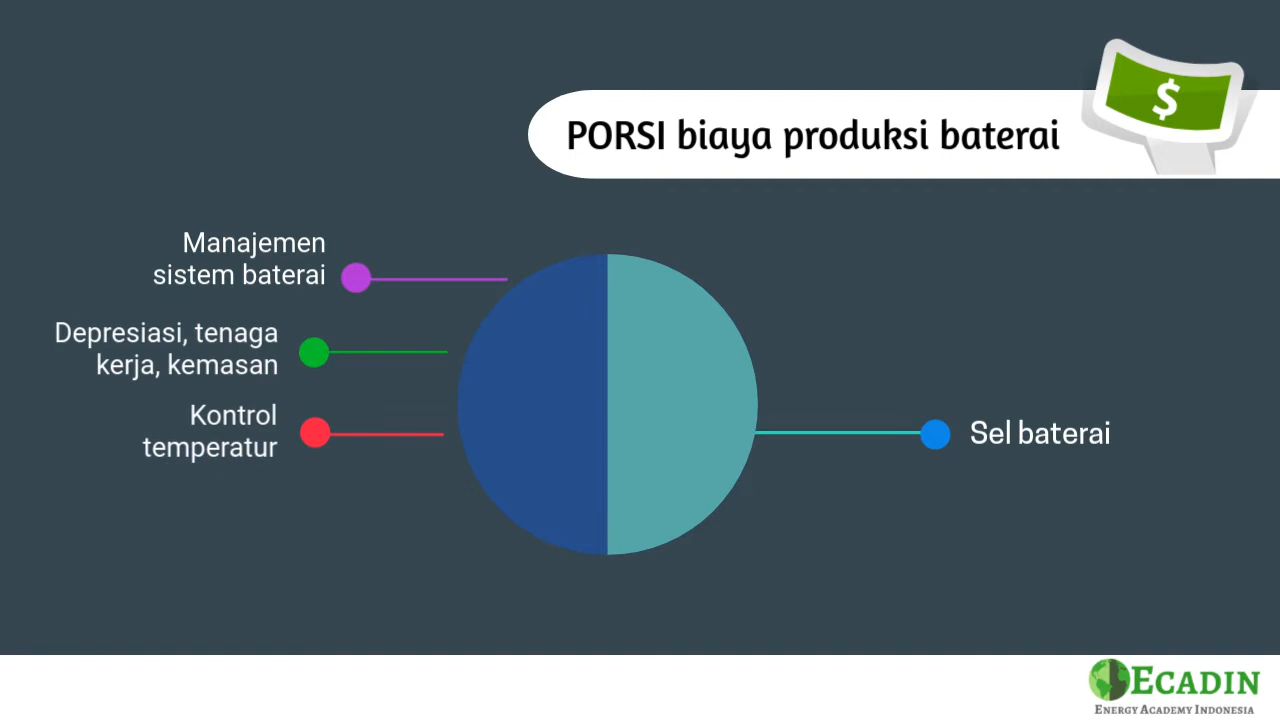 PORSI biaya produksi baterai
$
Manajemen
sistem baterai
Depresiasi, tenaga
kerja, kemasan
Kontrol
temperatur
Sel baterai
ECADIN
ENERGY ACADEMY INDONESIA